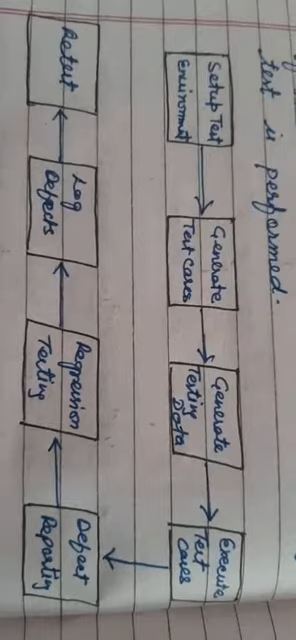 test is performed.
Setup Test
Environmt
Generate
Test Cases
Generate
Testing
Data
Execute
Test
Cases
Defect
Reporting
Regression
Testing
Log
Defects
Retest